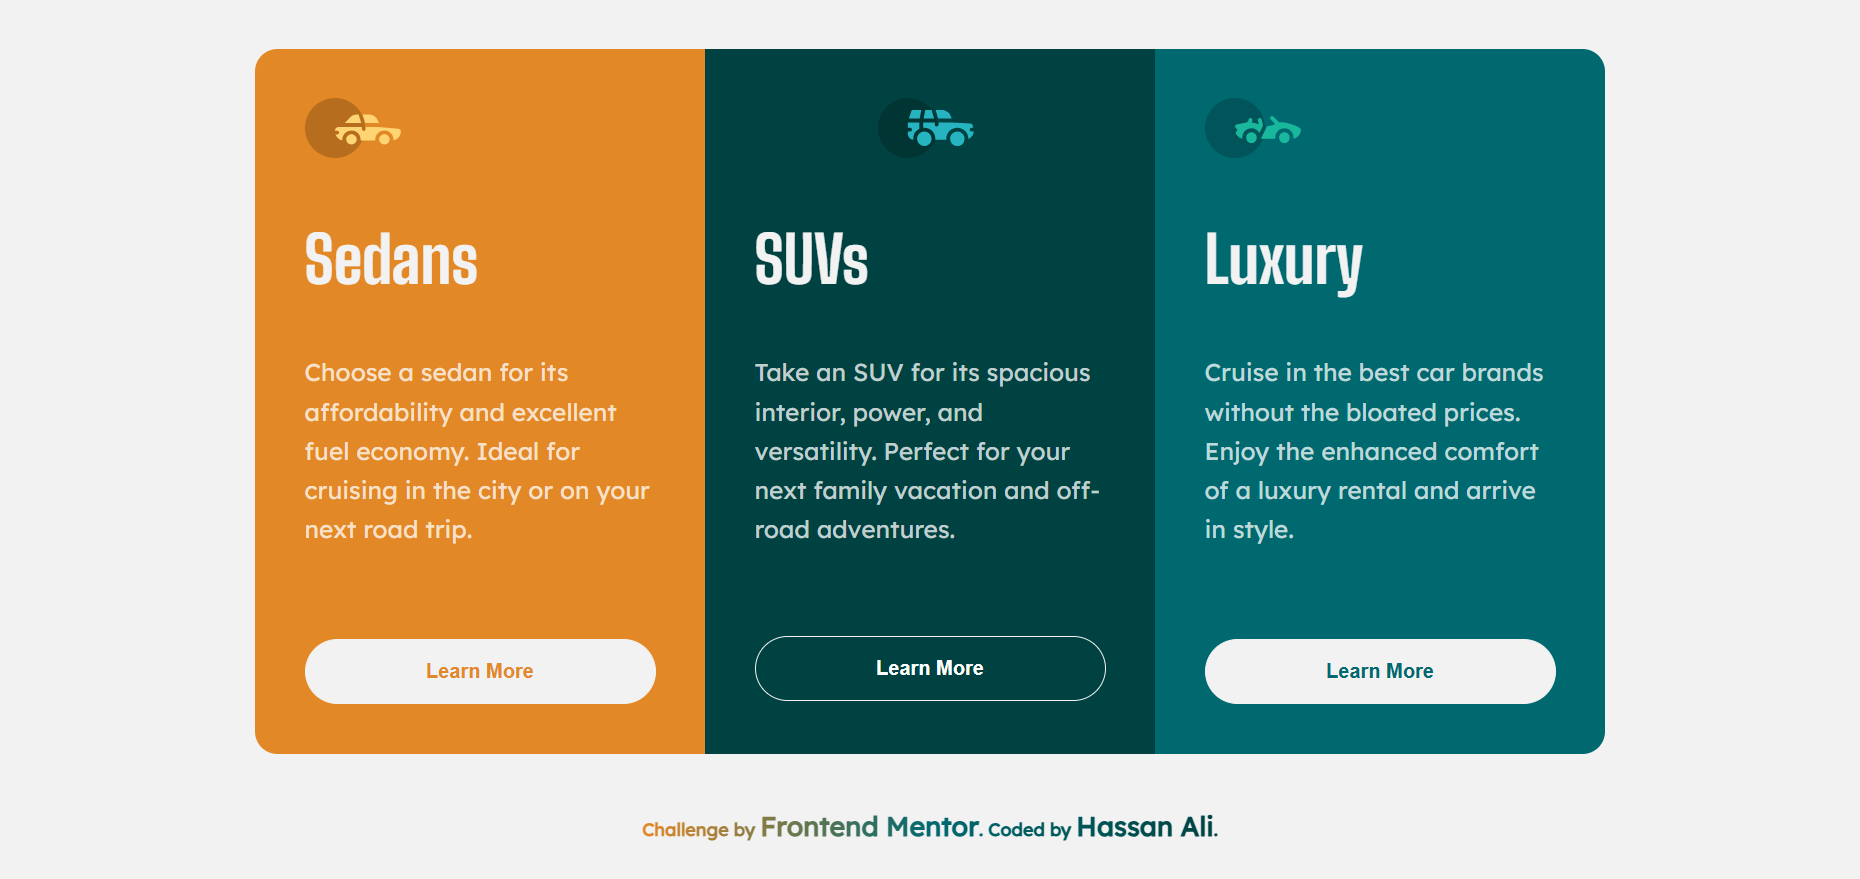 Sedans
Choose a sedan for its
affordability and excellent
fuel economy. Ideal for
cruising in the city or on your
next road trip.
Learn More
SUVs
Take an SUV for its spacious
interior, power, and
versatility. Perfect for your
next family vacation and off-
road adventures.
Learn More
Luxury
Cruise in the best car brands
without the bloated prices.
Enjoy the enhanced comfort
of a luxury rental and arrive
in style.
Learn More
Challenge by Frontend Mentor. Coded by Hassan Ali.